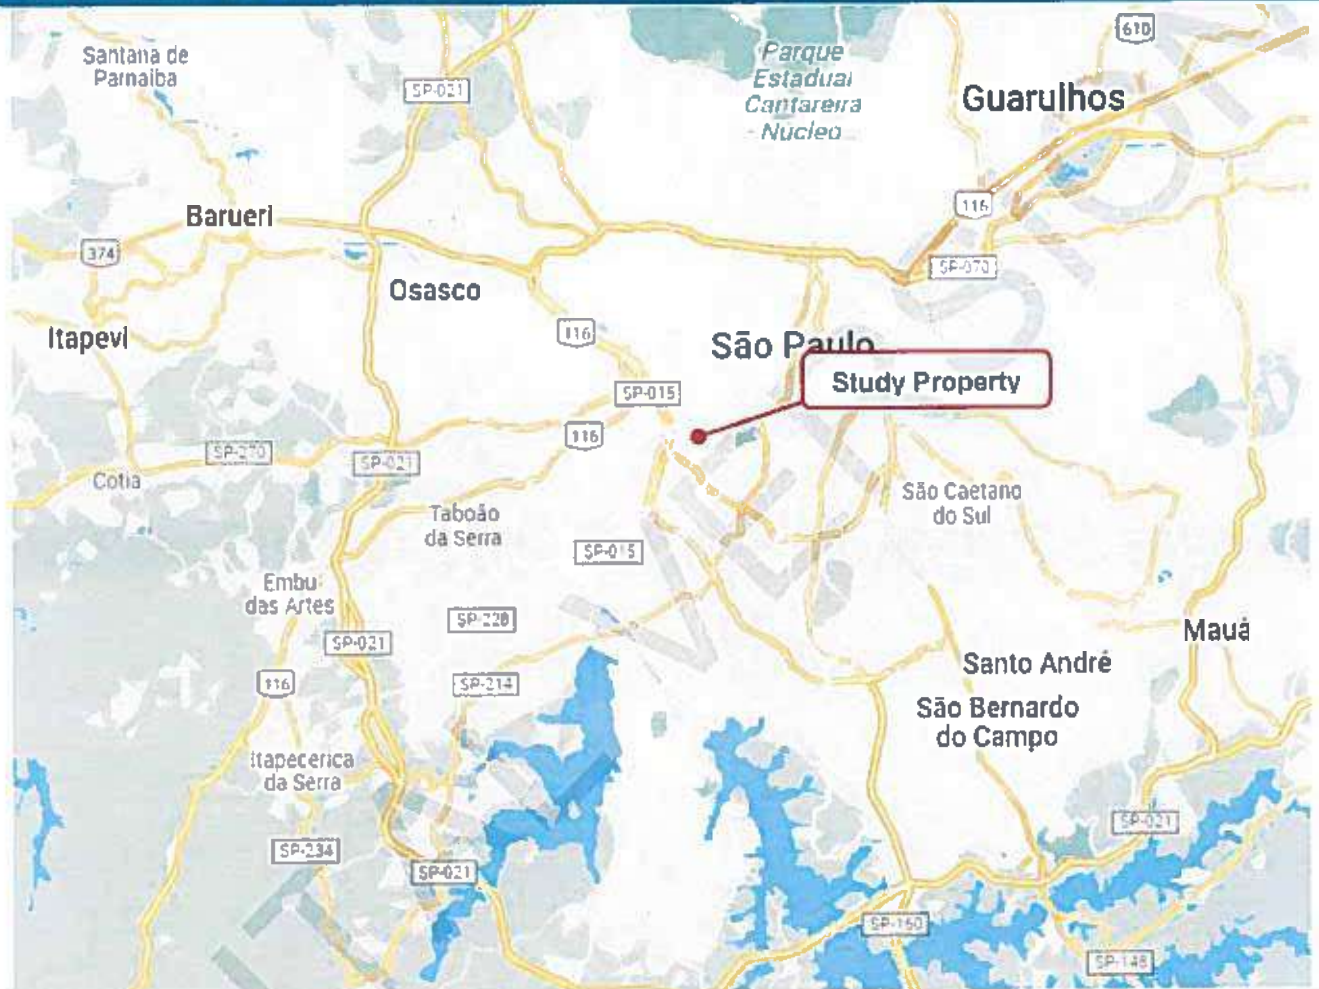 610
Santana de
Parnaíba
Parque
Estadual
Cantareira
Núcleo
SP-021
Guarulhos
116
Barueri
374
SP-070
Osasco
Itapevi
116
São Paulo
Study Property
SP-015
116
SP-270
SP-021
Cotia
São Caetano
do Sul
Taboão
da Serra
SP-015
Embu
das Artes
SP-228
SP-021
Mauá
Santo André
116
SP-214
São Bernardo
do Campo
Itapecerica
da Serra
SP-021
SP-234
SP-021
SP-160
SP-148